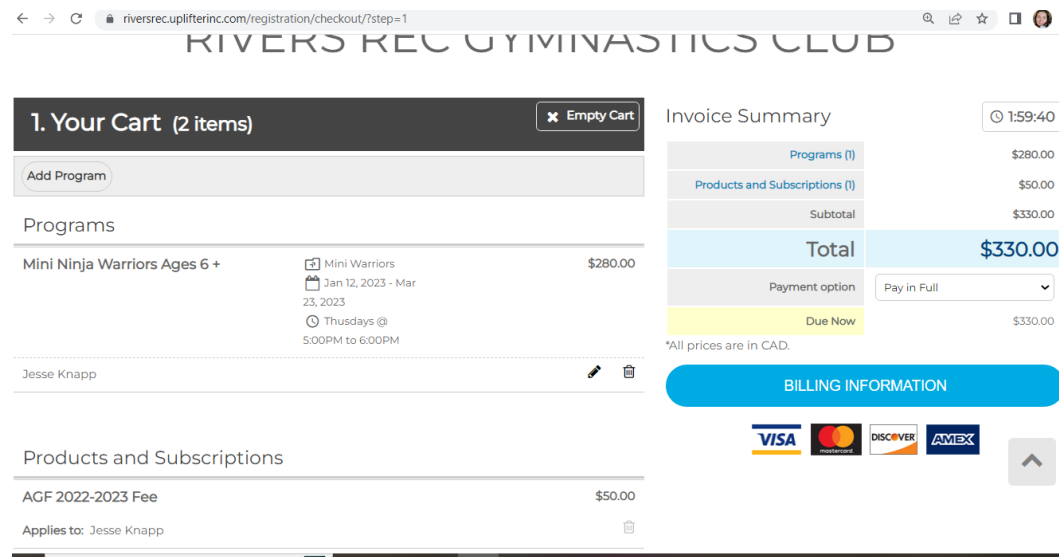 riversrec.uplifterinc.com/registration/checkout/?step=1
RIVERS REC GYMNASTICS CLUB
1. Your Cart (2 items)
Empty Cart
Add Program
Programs
Mini Ninja Warriors Ages 6 +
Mini Warriors
$280.00
Jan 12, 2023 - Mar
23, 2023
Thusdays @
5:00PM to 6:00PM
Jesse Knapp
Products and Subscriptions
AGF 2022-2023 Fee
$50.00
Applies to: Jesse Knapp
Invoice Summary
1:59:40
Programs (1)
$280.00
Products and Subscriptions (1)
$50.00
Subtotal
$330.00
Total
$330.00
Payment option
Pay in Full
Due Now
$330.00
*All prices are in CAD.
BILLING INFORMATION
VISA
mastercard.
DISCOVER
AMEX